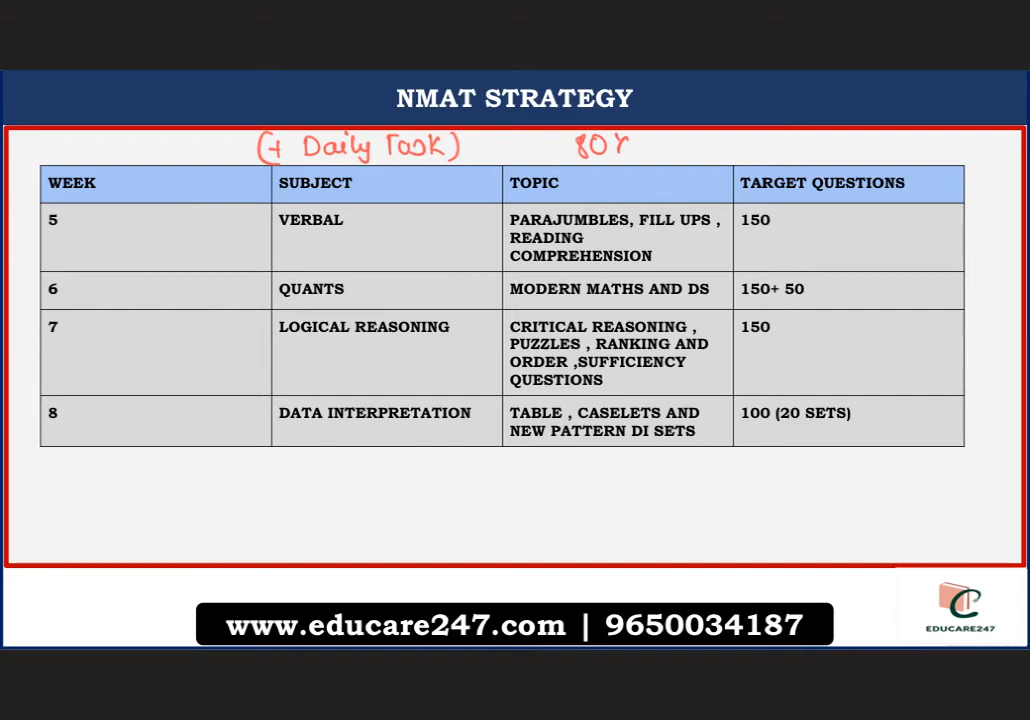 NMAT STRATEGY
(+ Daily Task) 80%
WEEK SUBJECT TOPIC TARGET QUESTIONS
5 VERBAL PARAJUMBLES, FILL UPS , 150
READING
COMPREHENSION
6 QUANTS MODERN MATHS AND DS 150+ 50
7 LOGICAL REASONING CRITICAL REASONING , 150
PUZZLES , RANKING AND
ORDER ,SUFFICIENCY
QUESTIONS
8 DATA INTERPRETATION TABLE , CASELETS AND 100 (20 SETS)
NEW PATTERN DI SETS
www.educare247.com | 9650034187
EDUCARE247